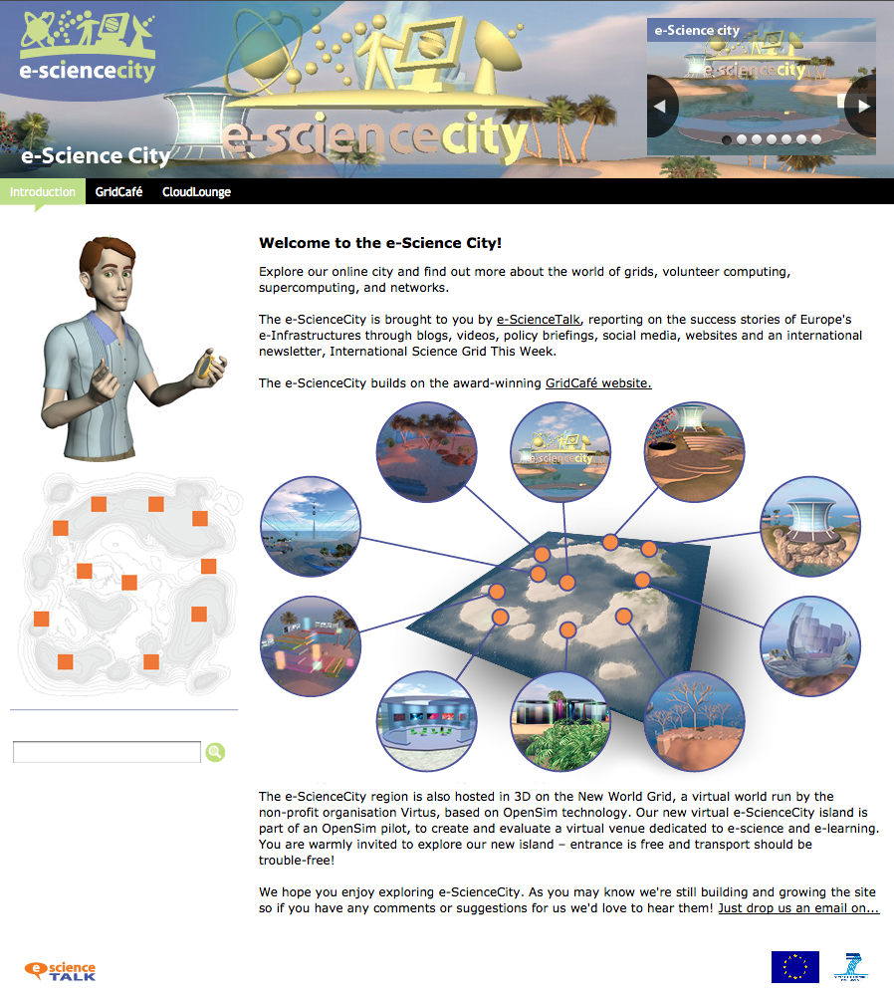 e-sciencecity
e-sciencecity
e-Science city
e-sciencecity
e-Science City
Introduction
GridCafé
CloudLounge
Welcome to the e-Science City!
Explore our online city and find out more about the world of grids, volunteer computing,
supercomputing, and networks.
The e-ScienceCity is brought to you by e-ScienceTalk, reporting on the success stories of Europe's
e-Infrastructures through blogs, videos, policy briefings, social media, websites and an international
newsletter, International Science Grid This Week.
The e-ScienceCity builds on the award-winning GridCafé website.
e-sciencecity
The e-ScienceCity region is also hosted in 3D on the New World Grid, a virtual world run by the
non-profit organisation Virtus, based on OpenSim technology. Our new virtual e-ScienceCity island is
part of an OpenSim pilot, to create and evaluate a virtual venue dedicated to e-science and e-learning.
You are warmly invited to explore our new island – entrance is free and transport should be
trouble-free!
We hope you enjoy exploring e-ScienceCity. As you may know we're still building and growing the site
so if you have any comments or suggestions for us we'd love to hear them! Just drop us an email on...
e science
TALK